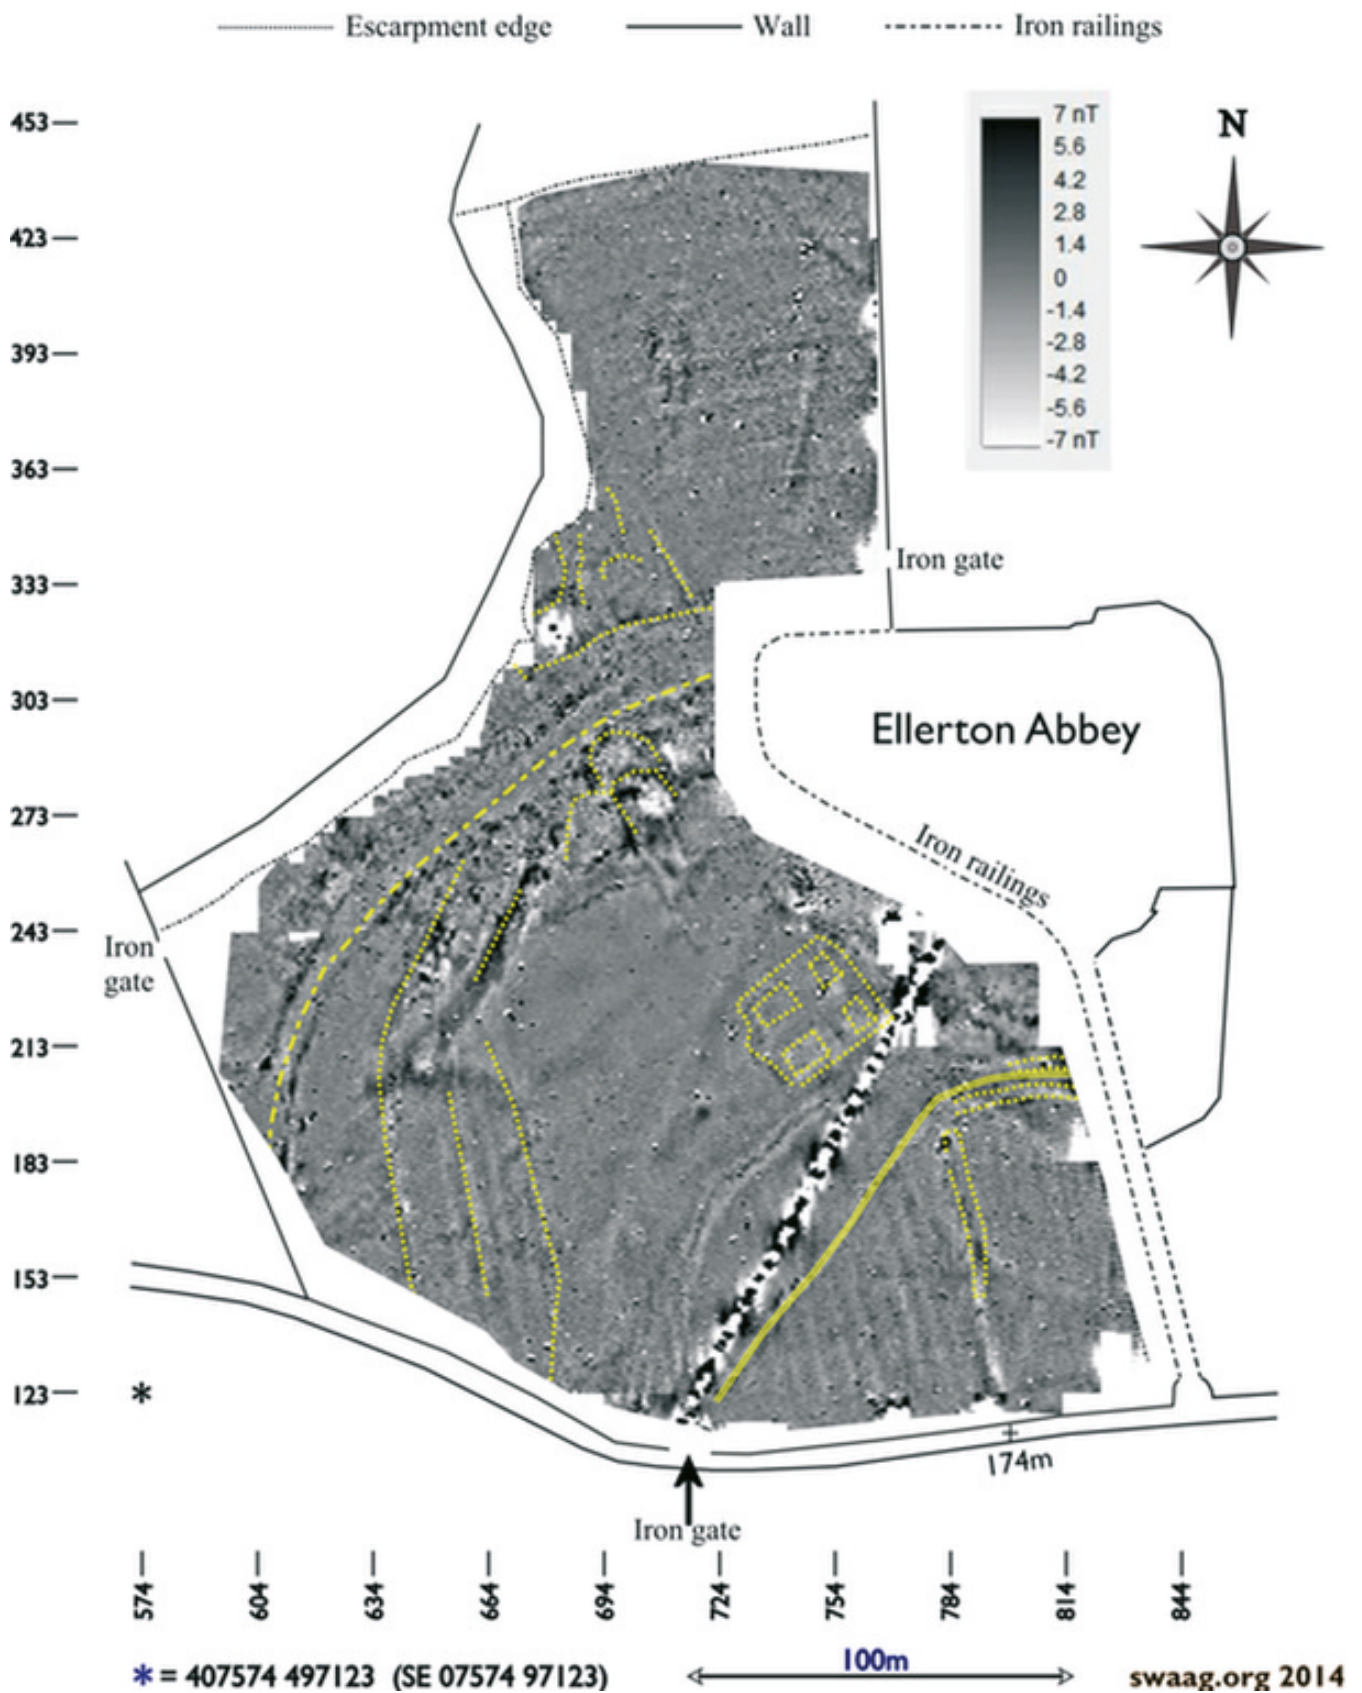 Escarpment edge Wall Iron railings
453
423
393
363
333
303
273
243
213
183
153
123
7 nT
5.6
4.2
2.8
1.4
0
-1.4
-2.8
-4.2
-5.6
-7 nT
N
Iron gate
Ellerton Abbey
Iron railings
Iron
gate
*
174m
Iron gate
574 604 634 664 694 724 754 784 814 844
* = 407574 497123 (SE 07574 97123)
100m
swaag.org 2014